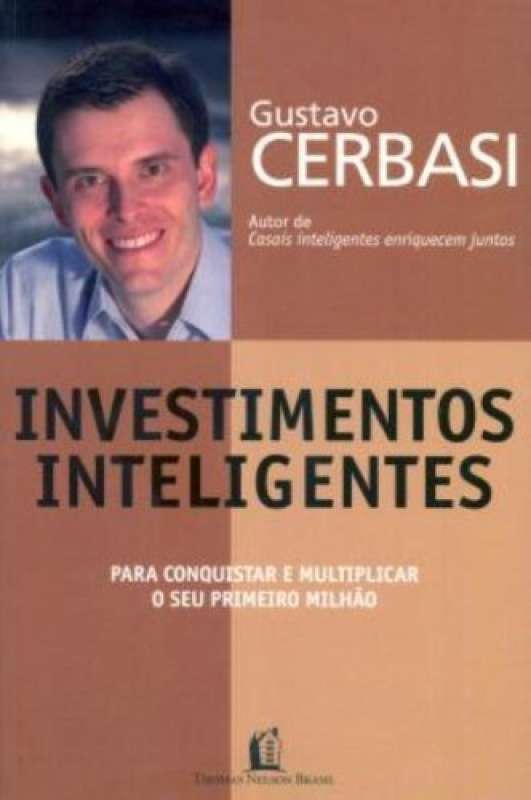 Gustavo
CERBASI
Autor de
Casais inteligentes enriquecem juntos
INVESTIMENTOS
INTELIGENTES
PARA CONQUISTAR E MULTIPLICAR
O SEU PRIMEIRO MILHÃO
THOMAS NELSON BRASIL